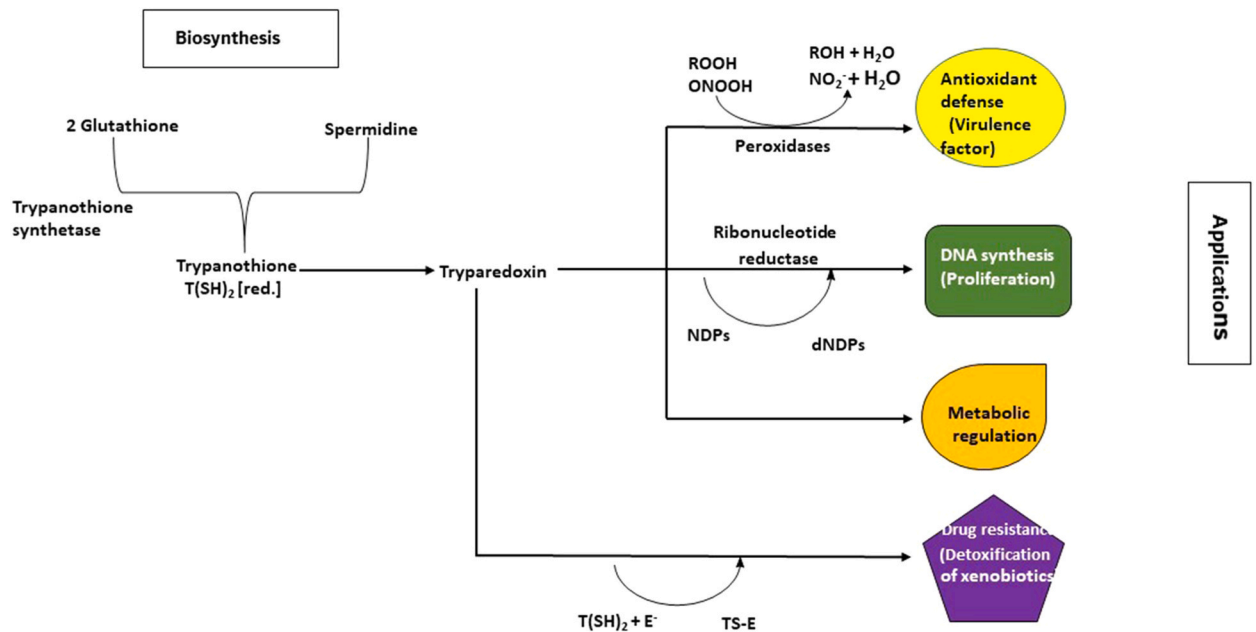 Biosynthesis
2 Glutathione
Spermidine
Trypanothione
synthetase
Trypanothione
T(SH)₂ [red.]
Tryparedoxin
ROOH
ONOOH
ROH + H₂O
NO₂⁻ + H₂O
Peroxidases
Antioxidant
defense
(Virulence
factor)
Ribonucleotide
reductase
NDPs
dNDPs
DNA synthesis
(Proliferation)
Metabolic
regulation
T(SH)₂ + E⁻
TS-E
Drug resistance
(Detoxification
of xenobiotics)
Applications